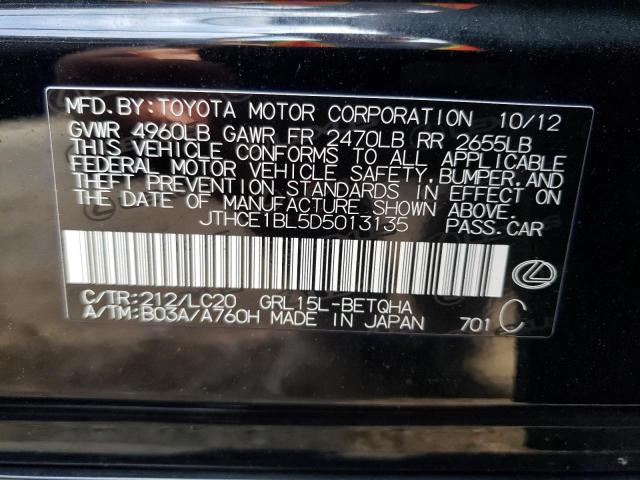 MFD.BY:TOYOTA MOTOR CORPORATION 10/12
GVWR 4960LB GAWR FR 2470LB RR 2655LB
THIS VEHICLE CONFORMS TO ALL APPLICABLE
FEDERAL MOTOR VEHICLE SAFETY,BUMPER,AND
THEFT PREVENTION STANDARDS IN EFFECT ON
THE DATE OF MANUFACTURE SHOWN ABOVE.
JTHCE1BL5D5013135 PASS.CAR
C/TR:212/LC20 GRL15L-BETQHA
A/TM:B03A/A760H MADE IN JAPAN 701 C